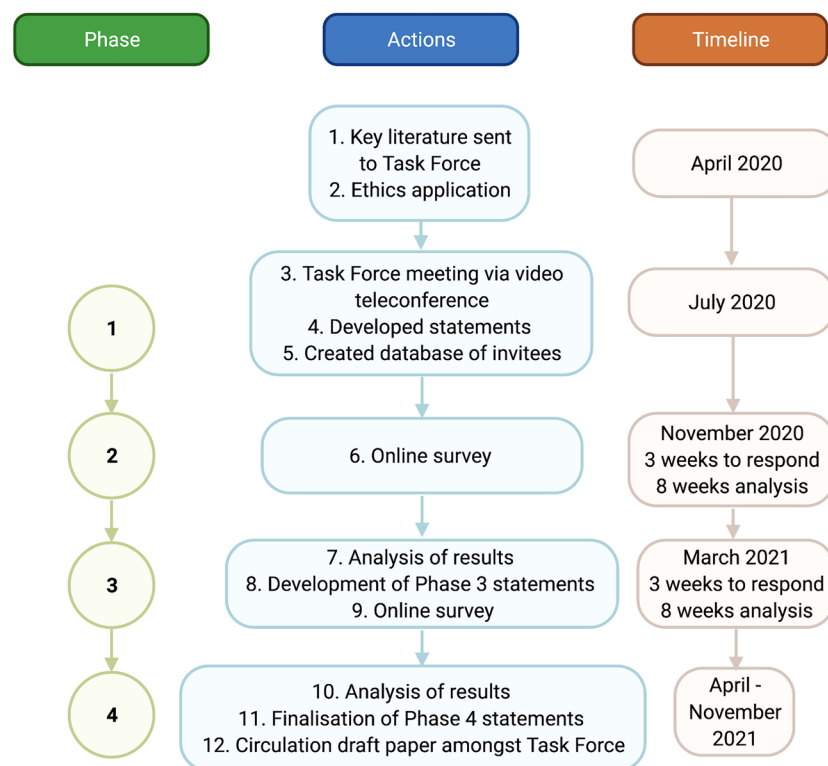 Phase
Actions
Timeline
1. Key literature sent
to Task Force
2. Ethics application
April 2020
1
3. Task Force meeting via video
teleconference
4. Developed statements
5. Created database of invitees
July 2020
2
6. Online survey
November 2020
3 weeks to respond
8 weeks analysis
3
7. Analysis of results
8. Development of Phase 3 statements
9. Online survey
March 2021
3 weeks to respond
8 weeks analysis
4
10. Analysis of results
11. Finalisation of Phase 4 statements
12. Circulation draft paper amongst Task Force
April -
November
2021